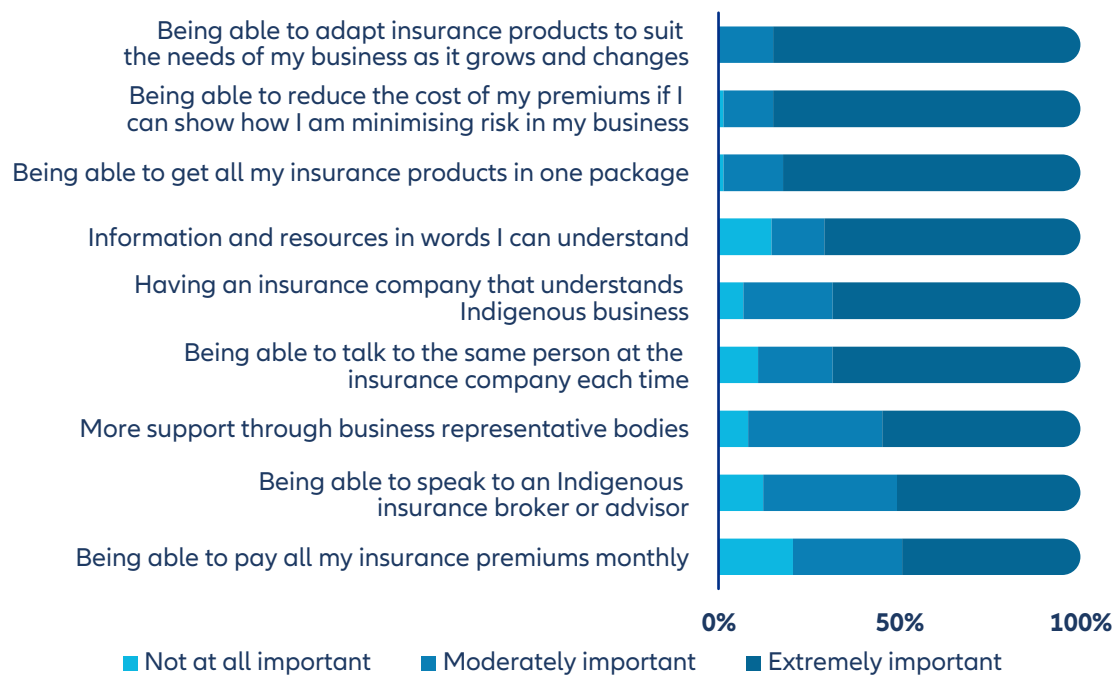 Being able to adapt insurance products to suit
the needs of my business as it grows and changes
Being able to reduce the cost of my premiums if I
can show how I am minimising risk in my business
Being able to get all my insurance products in one package
Information and resources in words I can understand
Having an insurance company that understands
Indigenous business
Being able to talk to the same person at the
insurance company each time
More support through business representative bodies
Being able to speak to an Indigenous
insurance broker or advisor
Being able to pay all my insurance premiums monthly
0% 50% 100%
Not at all important Moderately important Extremely important